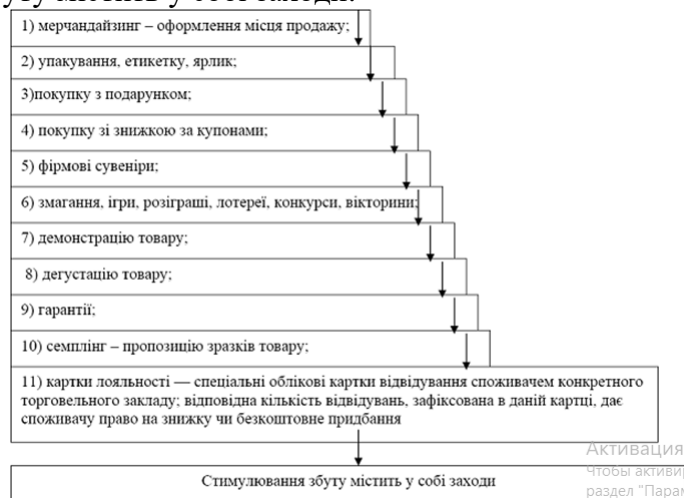 містить у собі заходи:
1) мерчандайзинг – оформлення місця продажу;
2) упакування, етикетку, ярлик;
3)покупку з подарунком;
4) покупку зі знижкою за купонами;
5) фірмові сувеніри;
6) змагання, ігри, розіграші, лотереї, конкурси, вікторини;
7) демонстрацію товару;
8) дегустацію товару;
9) гарантії;
10) семплінг – пропозицію зразків товару;
11) картки лояльності — спеціальні облікові картки відвідування споживачем конкретного
торговельного закладу; відповідна кількість відвідувань, зафіксована в даній картці, дає
споживачу право на знижку чи безкоштовне придбання
Активация
Чтобы активи
раздел "Парам
Стимулювання збуту містить у собі заходи